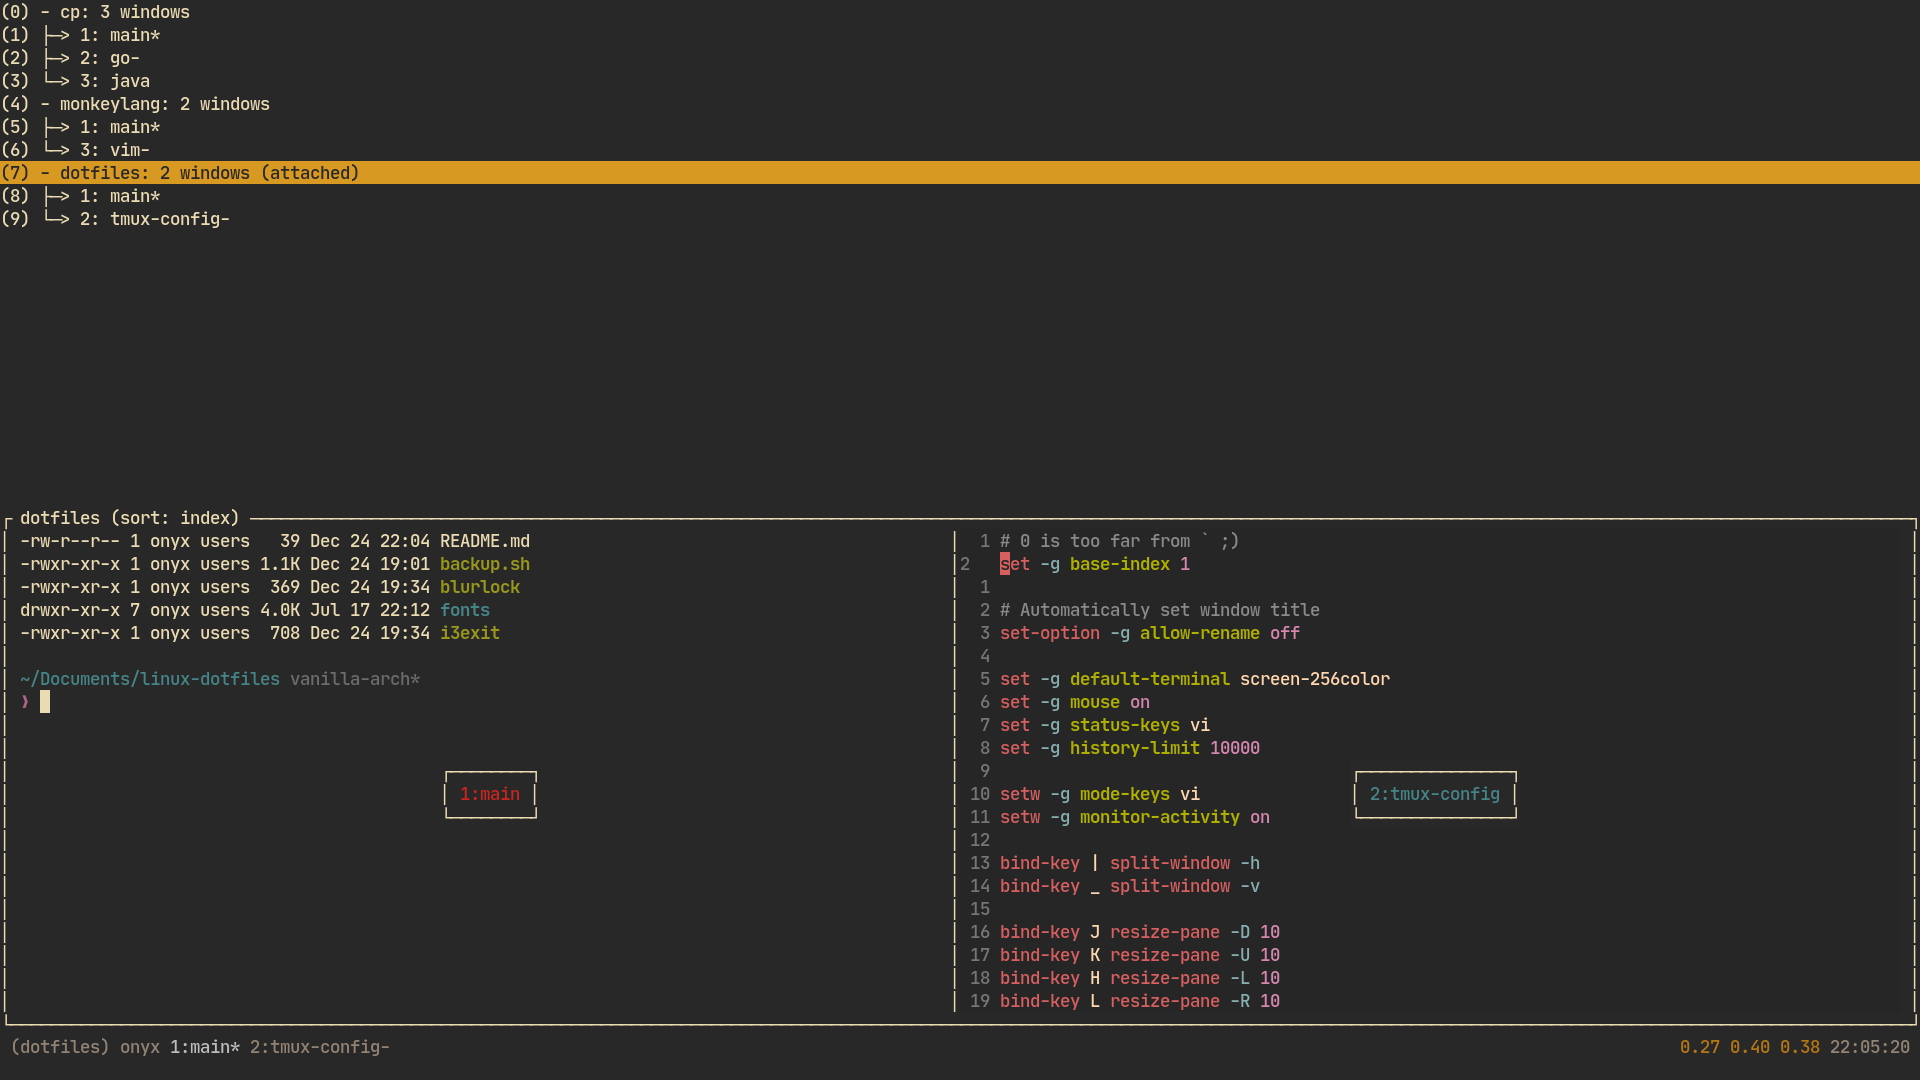 (0) - cp: 3 windows
(1) ├─> 1: main*
(2) ├─> 2: go-
(3) └─> 3: java
(4) - monkeylang: 2 windows
(5) ├─> 1: main*
(6) └─> 3: vim-
(7) - dotfiles: 2 windows (attached)
(8) ├─> 1: main*
(9) └─> 2: tmux-config-
dotfiles (sort: index)
-rw-r--r-- 1 onyx users   39 Dec 24 22:04 README.md
-rwxr-xr-x 1 onyx users 1.1K Dec 24 19:01 backup.sh
-rwxr-xr-x 1 onyx users  369 Dec 24 19:34 blurlock
drwxr-xr-x 7 onyx users 4.0K Jul 17 22:12 fonts
-rwxr-xr-x 1 onyx users  708 Dec 24 19:34 i3exit
~/Documents/linux-dotfiles vanilla-arch*
❯
1:main
1 # 0 is too far from ` ;)
2 set -g base-index 1
1
2 # Automatically set window title
3 set-option -g allow-rename off
4
5 set -g default-terminal screen-256color
6 set -g mouse on
7 set -g status-keys vi
8 set -g history-limit 10000
9
10 setw -g mode-keys vi
11 setw -g monitor-activity on
12
13 bind-key | split-window -h
14 bind-key _ split-window -v
15
16 bind-key J resize-pane -D 10
17 bind-key K resize-pane -U 10
18 bind-key H resize-pane -L 10
19 bind-key L resize-pane -R 10
2:tmux-config
(dotfiles) onyx 1:main* 2:tmux-config-
0.27 0.40 0.38 22:05:20